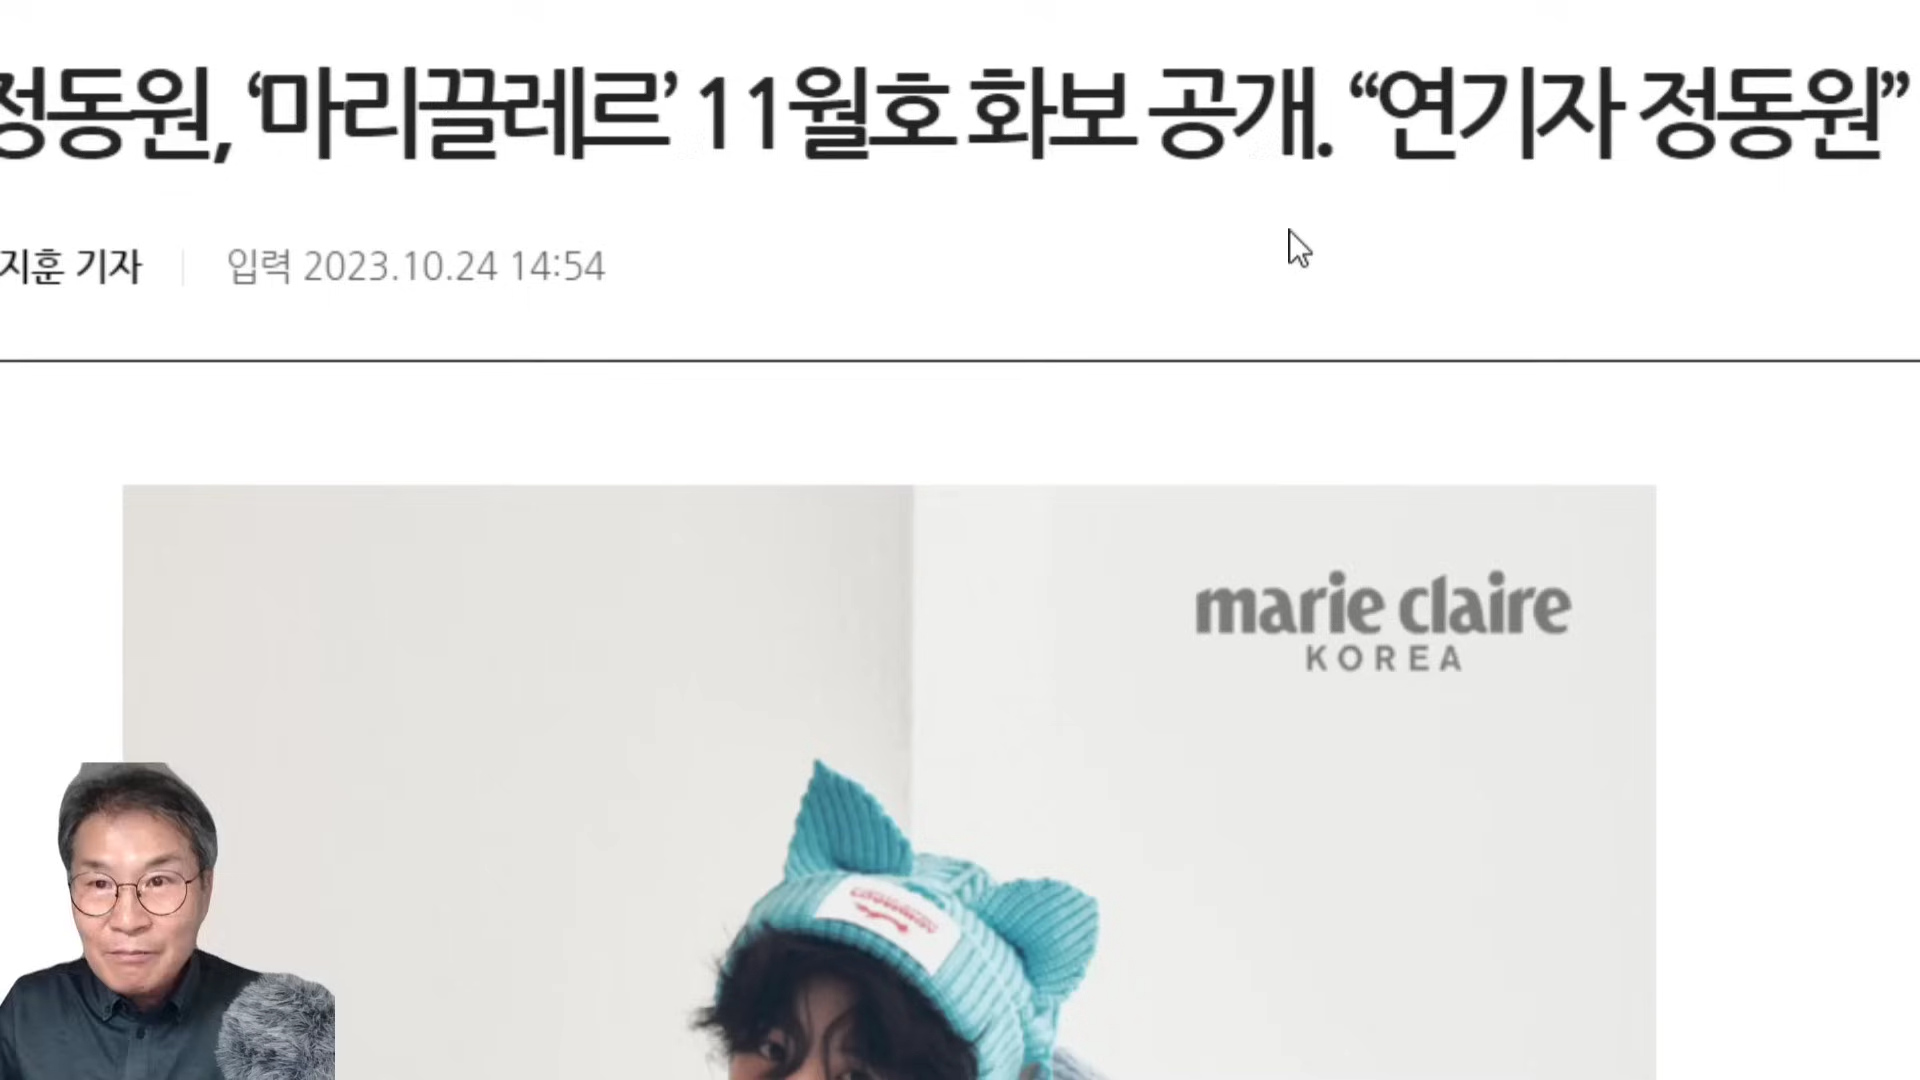 정동원, ‘마리끌레르’ 11월호 화보 공개. “연기자 정동원”
지훈 기자
입력 2023.10.24 14:54
marie claire
KOREA